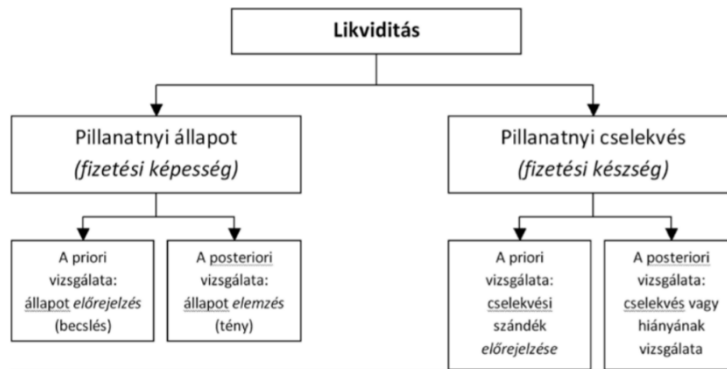 Likviditás
Pillanatnyi állapot
(fizetési képesség)
Pillanatnyi cselekvés
(fizetési készség)
A priori
vizsgálata:
állapot előrejelzés
(becslés)
A posteriori
vizsgálata:
állapot elemzés
(tény)
A priori
vizsgálata:
cselekvési
szándék
előrejelzése
A posteriori
vizsgálata:
cselekvés vagy
hiányának
vizsgálata